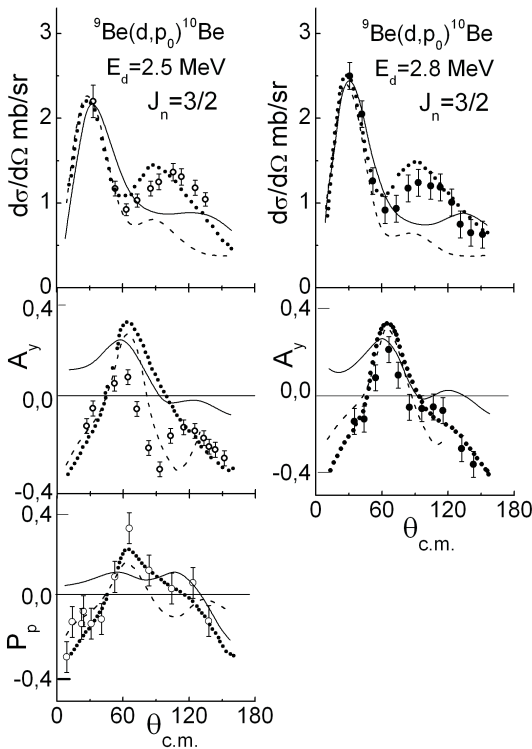 ⁹Be(d,p₀)¹⁰Be
E_d=2.5 MeV
J_n=3/2
dσ/dΩ mb/sr
3
2
1
0
⁹Be(d,p₀)¹⁰Be
E_d=2.8 MeV
J_n=3/2
dσ/dΩ mb/sr
3
2
1
0
A_y
0,4
0,0
-0,4
A_y
0,4
0,0
-0,4
0 60 120 180
θ_c.m.
P_p
0,4
0,0
-0,4
0 60 120 180
θ_c.m.